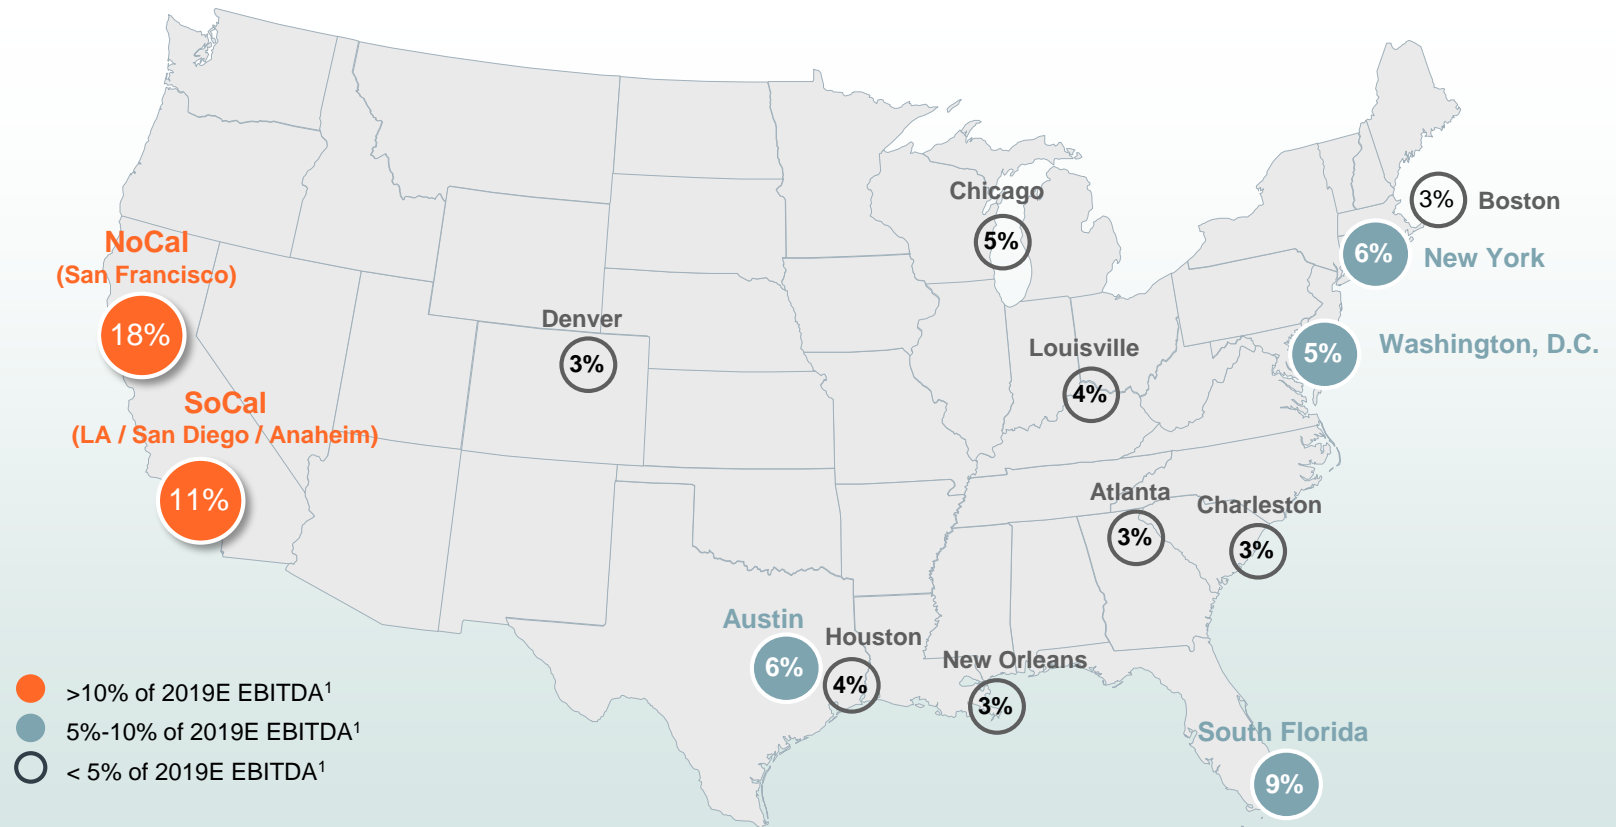 Chicago
5%
3%
Boston
NoCal
(San Francisco)
18%
6%
New York
Denver
3%
Louisville
4%
5%
Washington, D.C.
SoCal
(LA / San Diego / Anaheim)
11%
Atlanta
3%
Charleston
3%
Austin
6%
Houston
4%
New Orleans
3%
South Florida
9%
>10% of 2019E EBITDA¹
5%-10% of 2019E EBITDA¹
< 5% of 2019E EBITDA¹